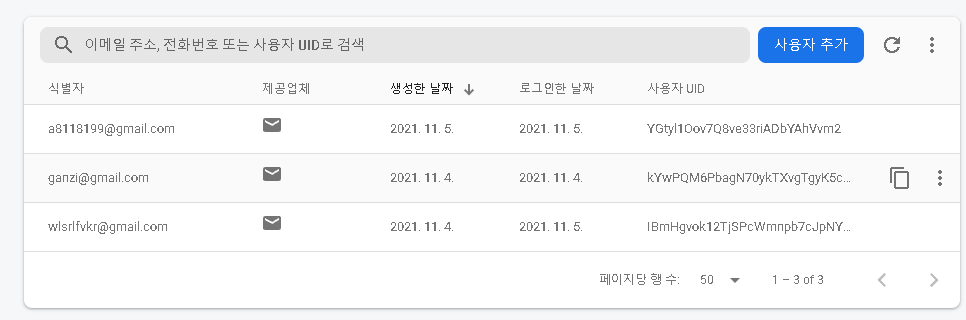 이메일 주소, 전화번호 또는 사용자 UID로 검색 사용자 추가
식별자 제공업체 생성한 날짜 로그인한 날짜 사용자 UID
a8118199@gmail.com 2021. 11. 5. 2021. 11. 5. YGtyl1Oov7Q8ve33riADbYAhVvm2
ganzi@gmail.com 2021. 11. 4. 2021. 11. 4. kYwPQM6PbagN70ykTXvgTgyK5c...
wlsrlfvkr@gmail.com 2021. 11. 4. 2021. 11. 5. IBmHgvok12TjSPcWmnpb7cJpNY...
페이지당 행 수: 50 1 – 3 of 3